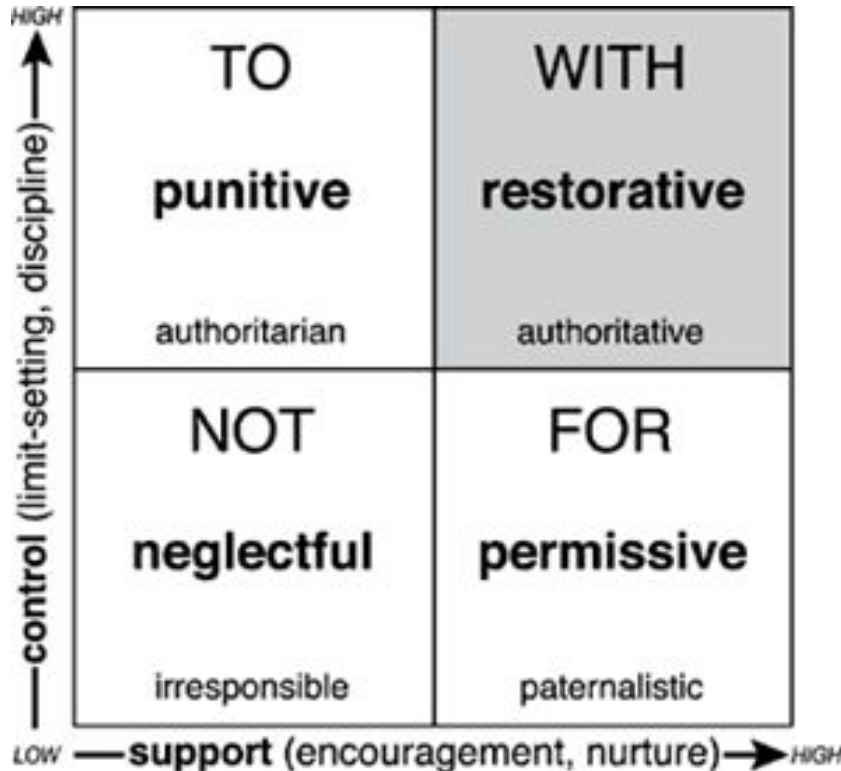 HIGH
TO
punitive
authoritarian
WITH
restorative
authoritative
NOT
neglectful
irresponsible
FOR
permissive
paternalistic
control (limit-setting, discipline)
LOW
support (encouragement, nurture)
HIGH